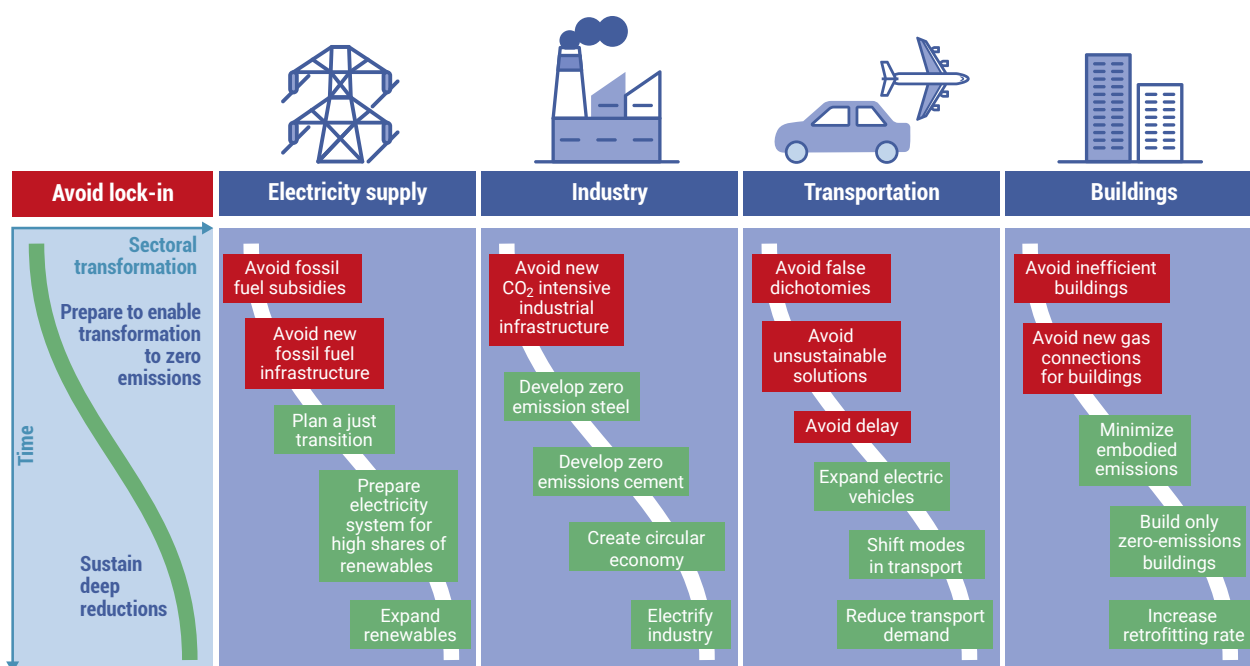 Avoid lock-in
Electricity supply
Industry
Transportation
Buildings
Sectoral
transformation
Prepare to enable
transformation
to zero
emissions
Time
Sustain
deep
reductions
Avoid fossil
fuel subsidies
Avoid new
fossil fuel
infrastructure
Plan a just
transition
Prepare
electricity
system for
high shares of
renewables
Expand
renewables
Avoid new
CO₂ intensive
industrial
infrastructure
Develop zero
emission steel
Develop zero
emissions cement
Create circular
economy
Electrify
industry
Avoid false
dichotomies
Avoid
unsustainable
solutions
Avoid delay
Expand electric
vehicles
Shift modes
in transport
Reduce transport
demand
Avoid inefficient
buildings
Avoid new gas
connections
for buildings
Minimize
embodied
emissions
Build only
zero-emissions
buildings
Increase
retrofitting rate